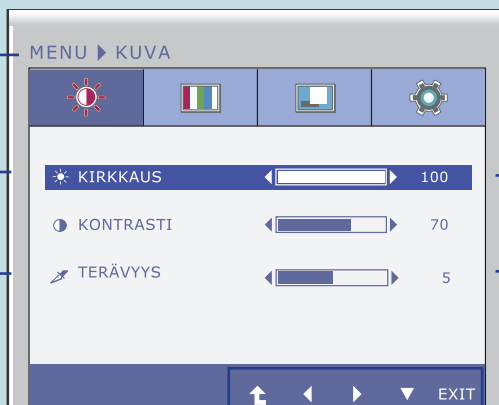 MENU ▶ KUVA
KIRKKAUS 100
KONTRASTI 70
TERÄVYYS 5
EXIT